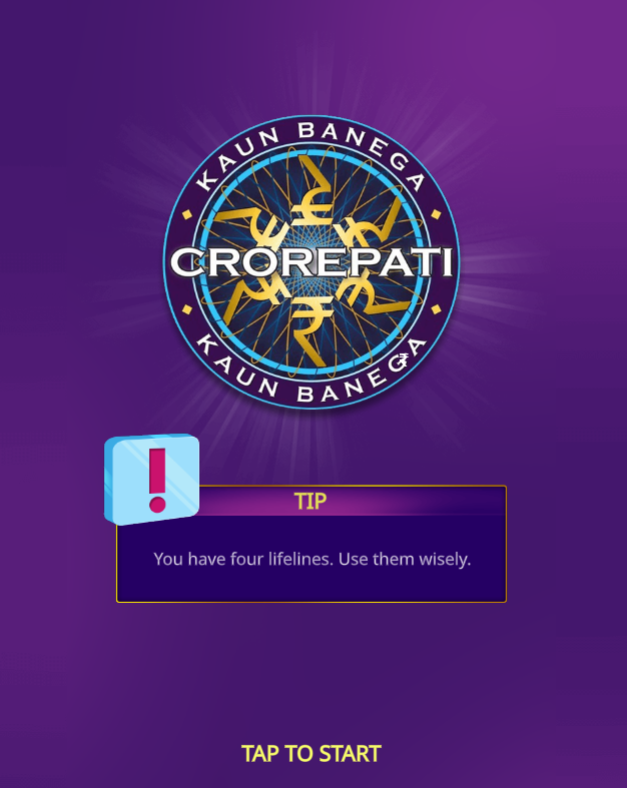 KAUN BANEGA
CROREPATI
KAUN BANEGA
TIP
You have four lifelines. Use them wisely.
TAP TO START